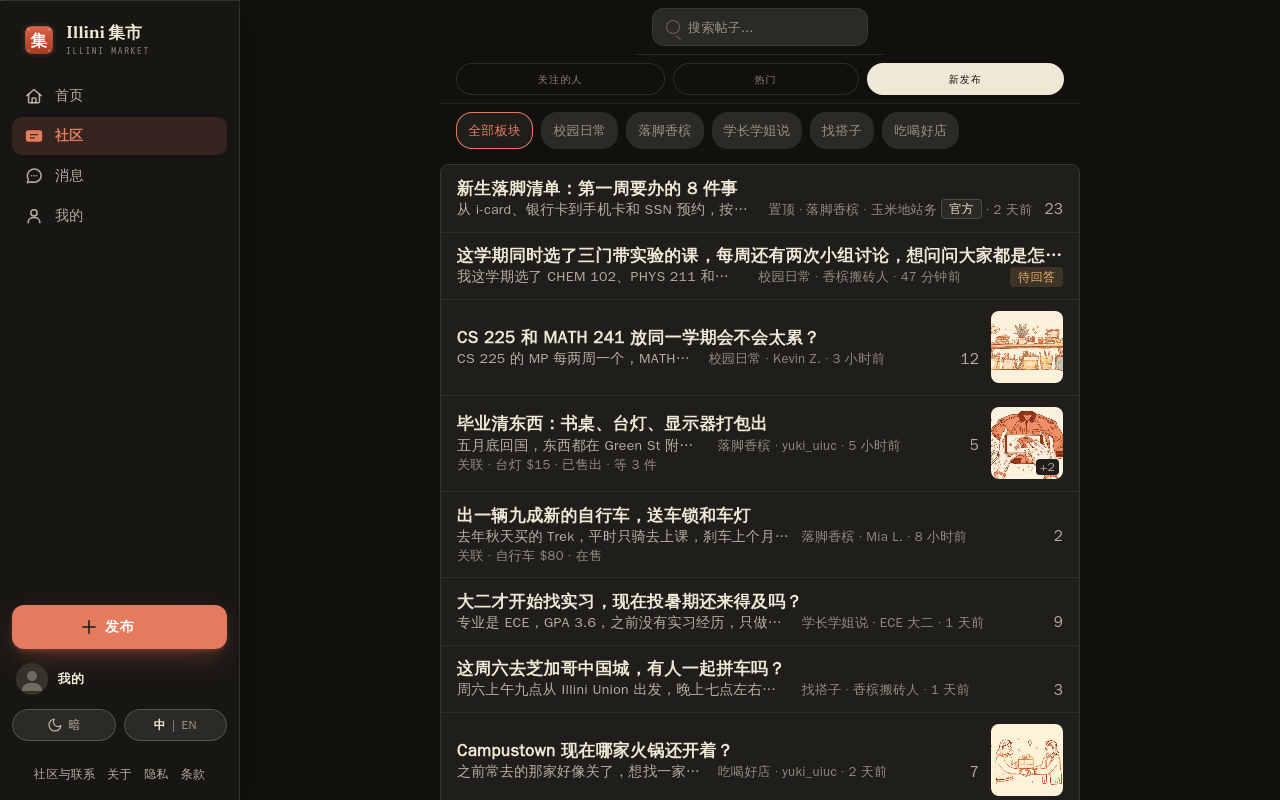 集
Illini 集市
ILLINI MARKET
首页
社区
消息
我的
发布
我的
暗
中 | EN
社区与联系 关于 隐私 条款
搜索帖子...
关注的人 热门 新发布
全部板块 校园日常 落脚香槟 学长学姐说 找搭子 吃喝好店
新生落脚清单：第一周要办的 8 件事
从 i-card、银行卡到手机卡和 SSN 预约，按… 置顶 · 落脚香槟 · 玉米地站务 官方 · 2 天前 23
这学期同时选了三门带实验的课，每周还有两次小组讨论，想问问大家都是怎…
我这学期选了 CHEM 102、PHYS 211 和… 校园日常 · 香槟搬砖人 · 47 分钟前 待回答
CS 225 和 MATH 241 放同一学期会不会太累？
CS 225 的 MP 每两周一个，MATH… 校园日常 · Kevin Z. · 3 小时前 12
毕业清东西：书桌、台灯、显示器打包出
五月底回国，东西都在 Green St 附… 落脚香槟 · yuki_uiuc · 5 小时前 5
关联 · 台灯 $15 · 已售出 · 等 3 件
+2
出一辆九成新的自行车，送车锁和车灯
去年秋天买的 Trek，平时只骑去上课，刹车上个月… 落脚香槟 · Mia L. · 8 小时前 2
关联 · 自行车 $80 · 在售
大二才开始找实习，现在投暑期还来得及吗？
专业是 ECE，GPA 3.6，之前没有实习经历，只做… 学长学姐说 · ECE 大二 · 1 天前 9
这周六去芝加哥中国城，有人一起拼车吗？
周六上午九点从 Illini Union 出发，晚上七点左右… 找搭子 · 香槟搬砖人 · 1 天前 3
Campustown 现在哪家火锅还开着？
之前常去的那家好像关了，想找一家… 吃喝好店 · yuki_uiuc · 2 天前 7